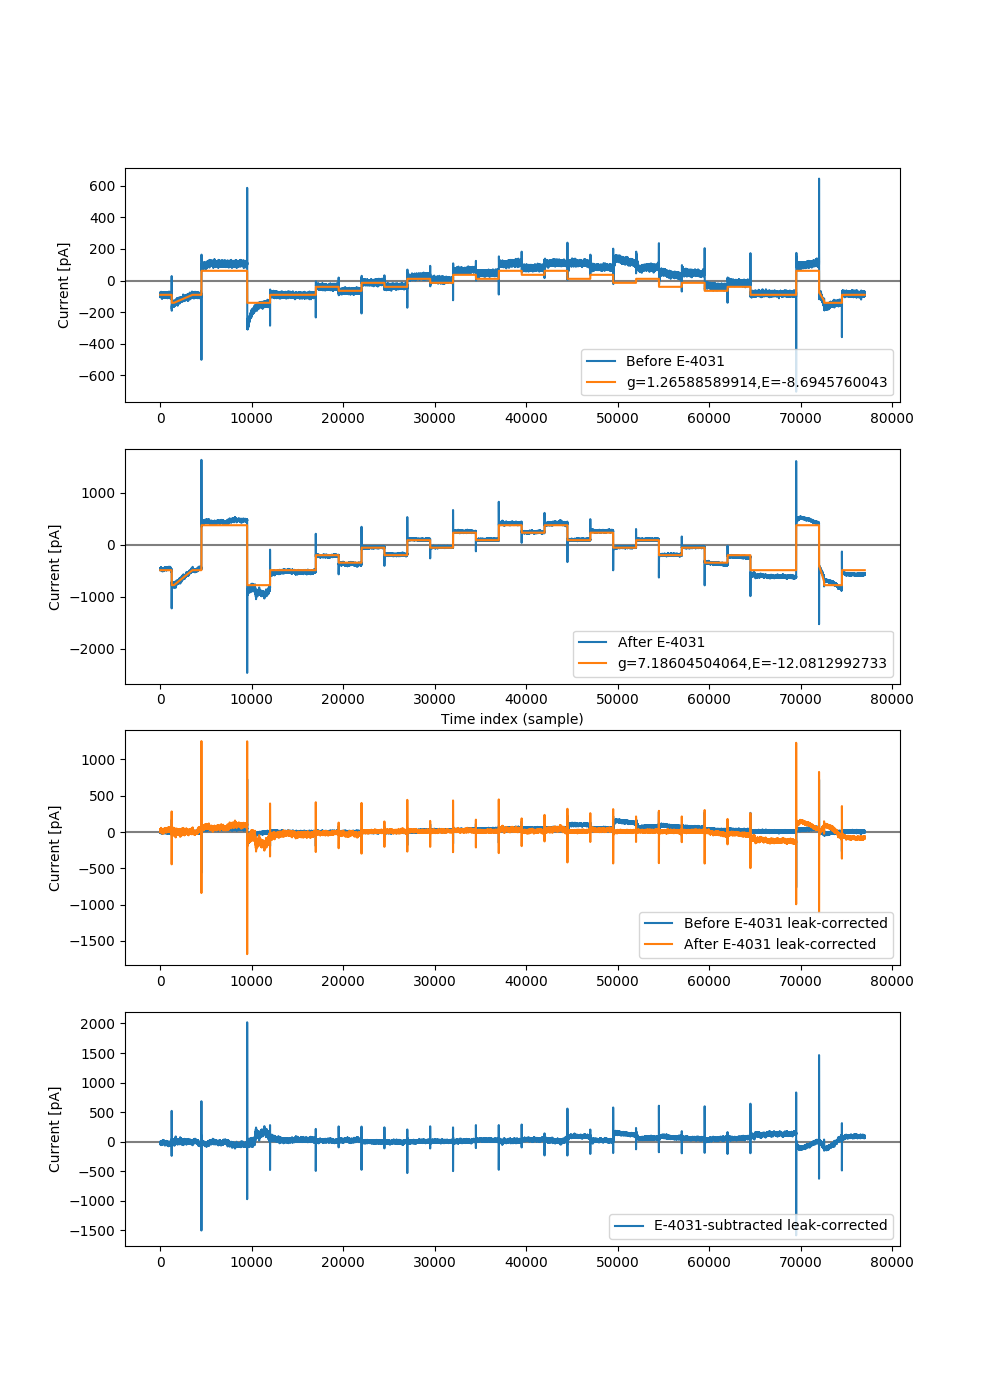 600
400
200
0
−200
−400
−600
Current [pA]
Before E-4031
g=1.26588589914,E=-8.6945760043
0 10000 20000 30000 40000 50000 60000 70000 80000
1000
0
−1000
−2000
Current [pA]
After E-4031
g=7.18604504064,E=-12.0812992733
0 10000 20000 30000 40000 50000 60000 70000 80000
Time index (sample)
1000
500
0
−500
−1000
−1500
Current [pA]
Before E-4031 leak-corrected
After E-4031 leak-corrected
0 10000 20000 30000 40000 50000 60000 70000 80000
2000
1500
1000
500
0
−500
−1000
−1500
Current [pA]
E-4031-subtracted leak-corrected
0 10000 20000 30000 40000 50000 60000 70000 80000